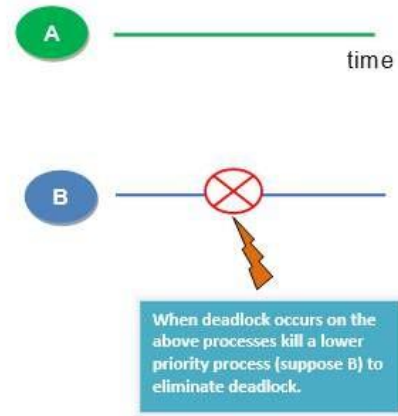 A
time
B
When deadlock occurs on the
above processes kill a lower
priority process (suppose B) to
eliminate deadlock.